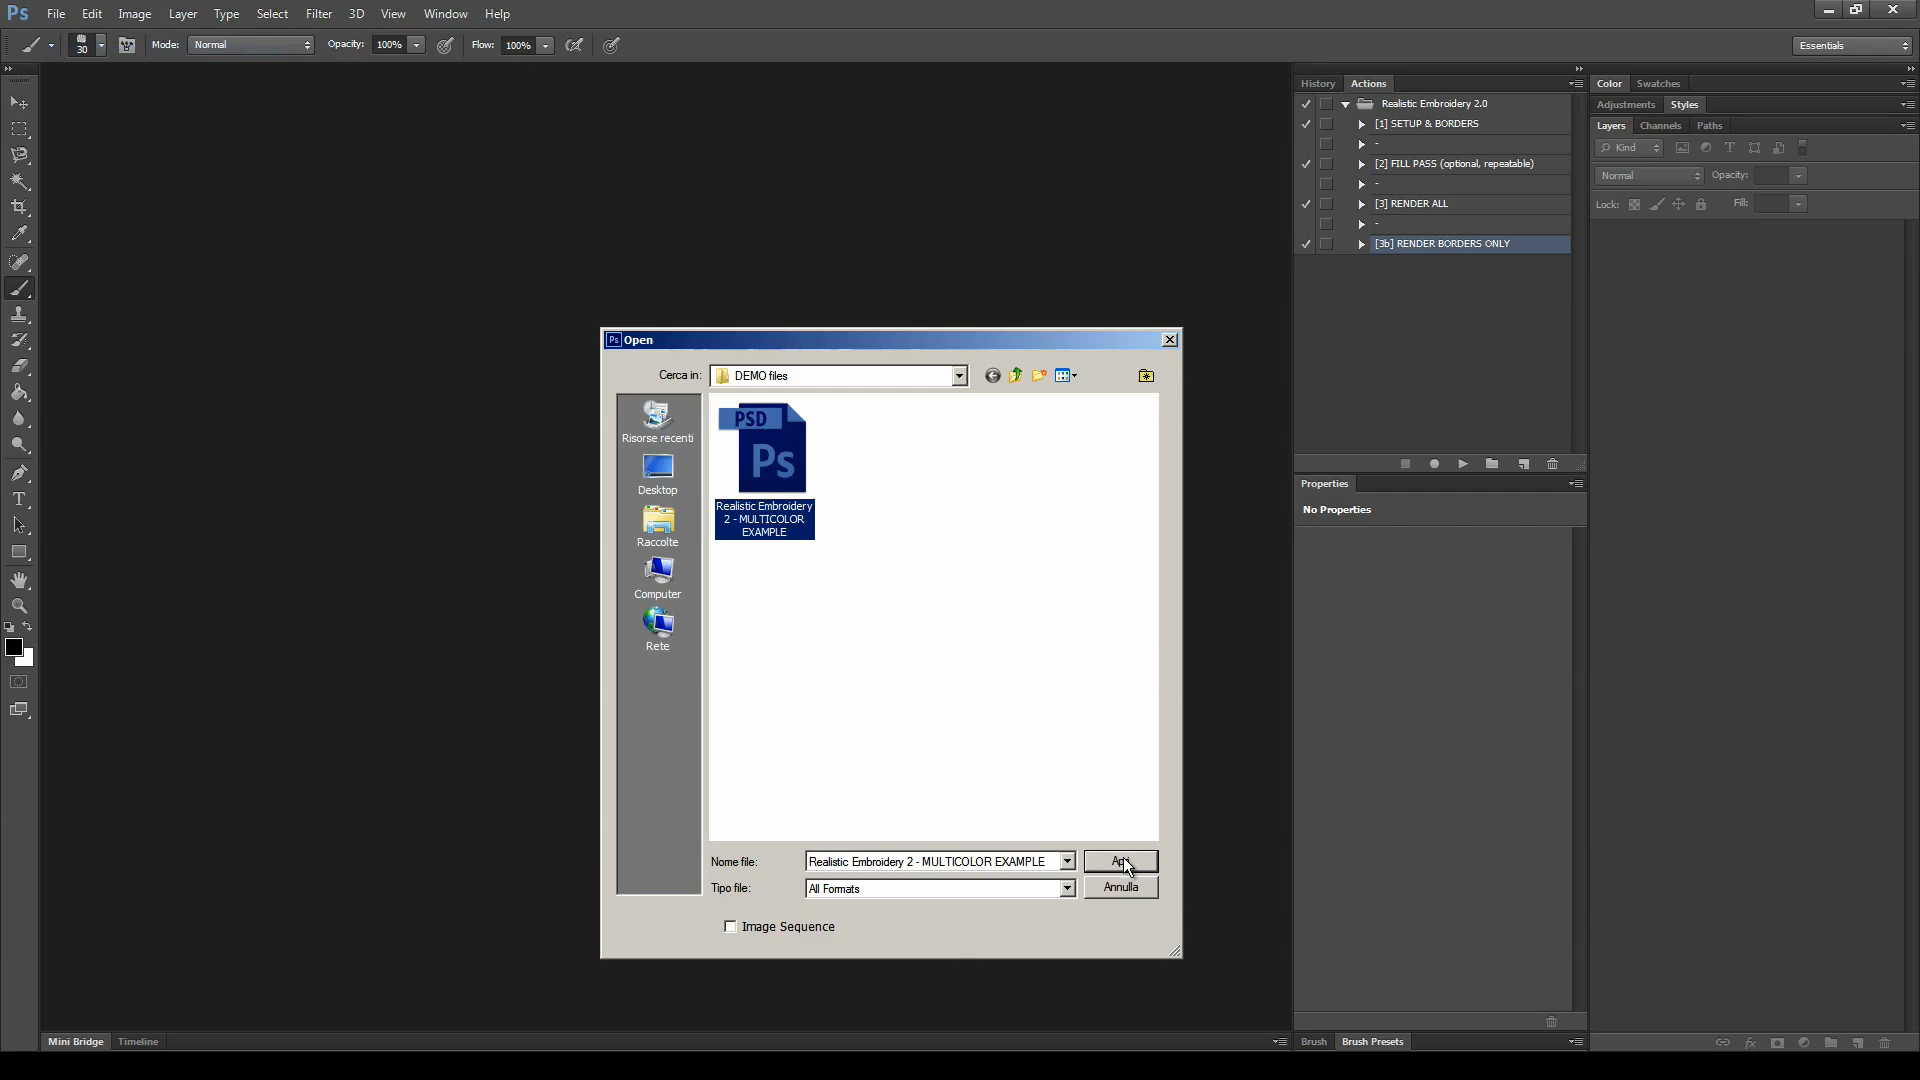 Ps File Edit Image Layer Type Select Filter 3D View Window Help
30 Mode: Normal Opacity: 100% Flow: 100% Essentials
History Actions
Realistic Embroidery 2.0
[1] SETUP & BORDERS
-
[2] FILL PASS (optional, repeatable)
-
[3] RENDER ALL
-
[3b] RENDER BORDERS ONLY
Color Swatches
Adjustments Styles
Layers Channels Paths
Kind
Normal Opacity:
Lock: Fill:
Properties
No Properties
Ps Open
Cerca in: DEMO files
Risorse recenti
Desktop
Raccolte
Computer
Rete
PSD
Ps
Realistic Embroidery
2 - MULTICOLOR
EXAMPLE
Nome file: Realistic Embroidery 2 - MULTICOLOR EXAMPLE
Tipo file: All Formats Annulla
Image Sequence
Mini Bridge Timeline
Brush Brush Presets